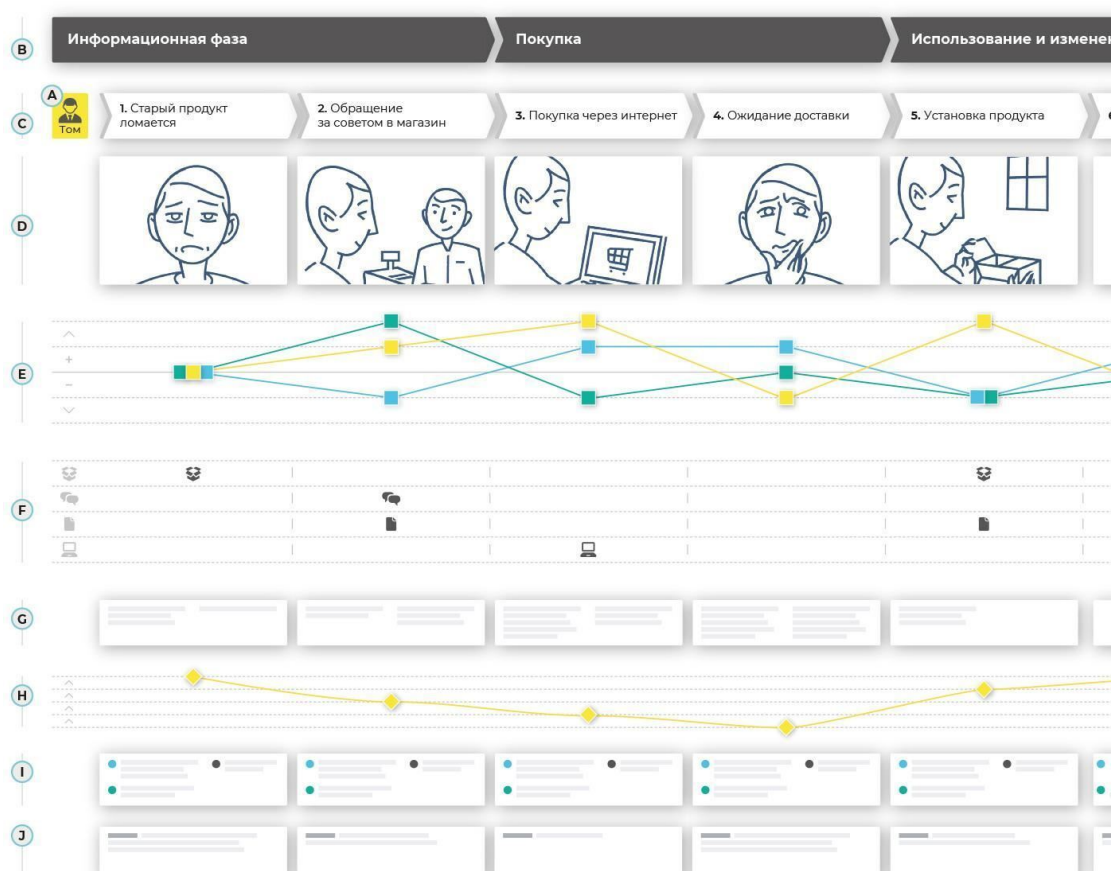 B
Информационная фаза
Покупка
Использование и изменен
A
C
Том
1. Старый продукт
ломается
2. Обращение
за советом в магазин
3. Покупка через интернет
4. Ожидание доставки
5. Установка продукта
D
E
F
G
H
I
J